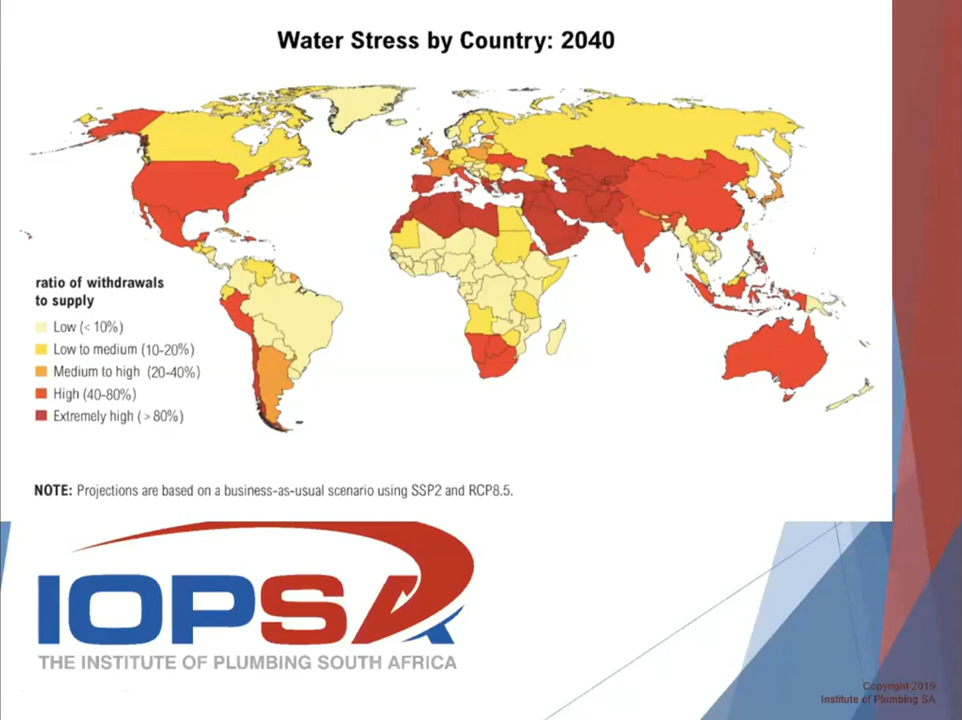 Water Stress by Country: 2040
ratio of withdrawals
to supply
Low (< 10%)
Low to medium (10-20%)
Medium to high (20-40%)
High (40-80%)
Extremely high (> 80%)
NOTE: Projections are based on a business-as-usual scenario using SSP2 and RCP8.5.
IOPSA
THE INSTITUTE OF PLUMBING SOUTH AFRICA
Copyright 2019
Institute of Plumbing SA